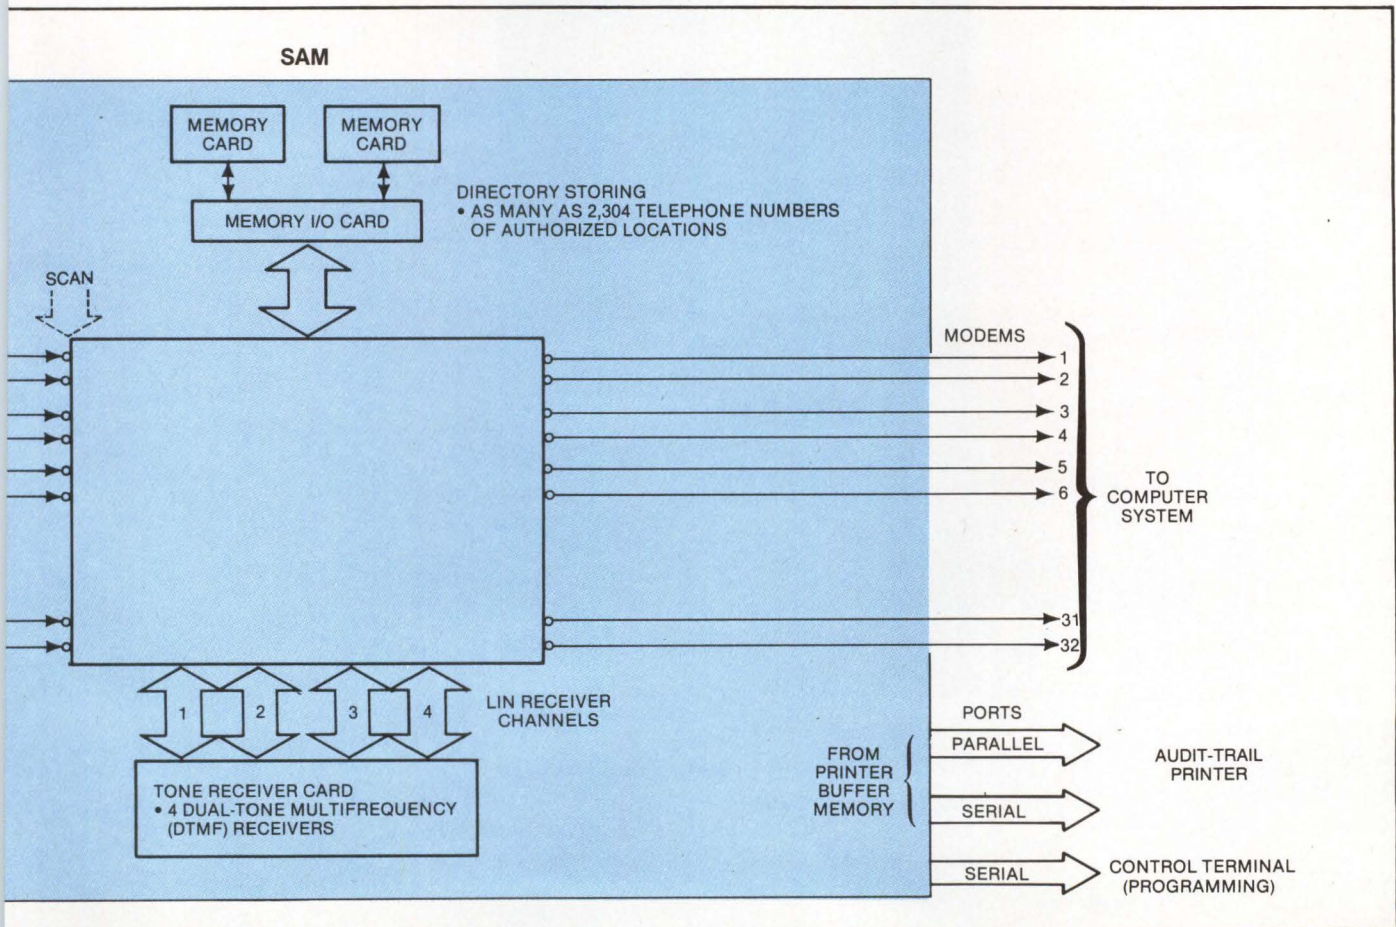 SAM
MEMORY
CARD
MEMORY
CARD
MEMORY I/O CARD
DIRECTORY STORING
• AS MANY AS 2,304 TELEPHONE NUMBERS
OF AUTHORIZED LOCATIONS
SCAN
MODEMS
1
2
3
4
5
6
31
32
TO
COMPUTER
SYSTEM
1
2
3
4
LIN RECEIVER
CHANNELS
TONE RECEIVER CARD
• 4 DUAL-TONE MULTIFREQUENCY
(DTMF) RECEIVERS
FROM
PRINTER
BUFFER
MEMORY
PORTS
PARALLEL
SERIAL
AUDIT-TRAIL
PRINTER
SERIAL
CONTROL TERMINAL
(PROGRAMMING)